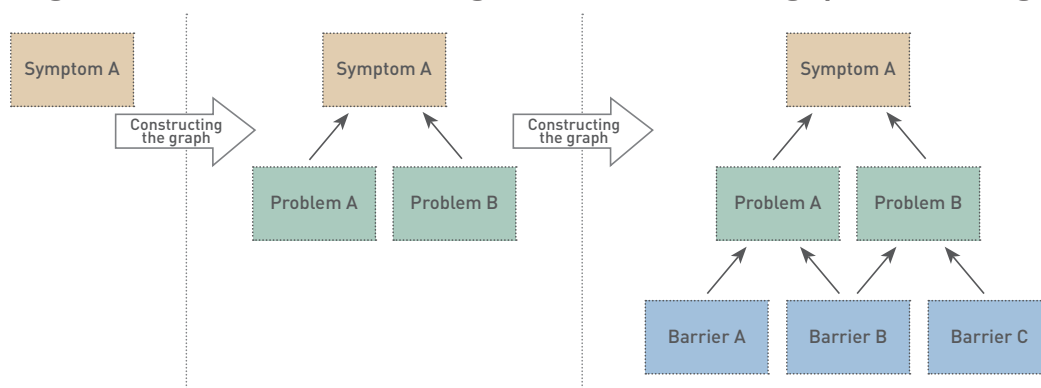 Symptom A
Constructing
the graph
Problem A
Problem B
Symptom A
Constructing
the graph
Problem A
Problem B
Symptom A
Barrier A
Barrier B
Barrier C